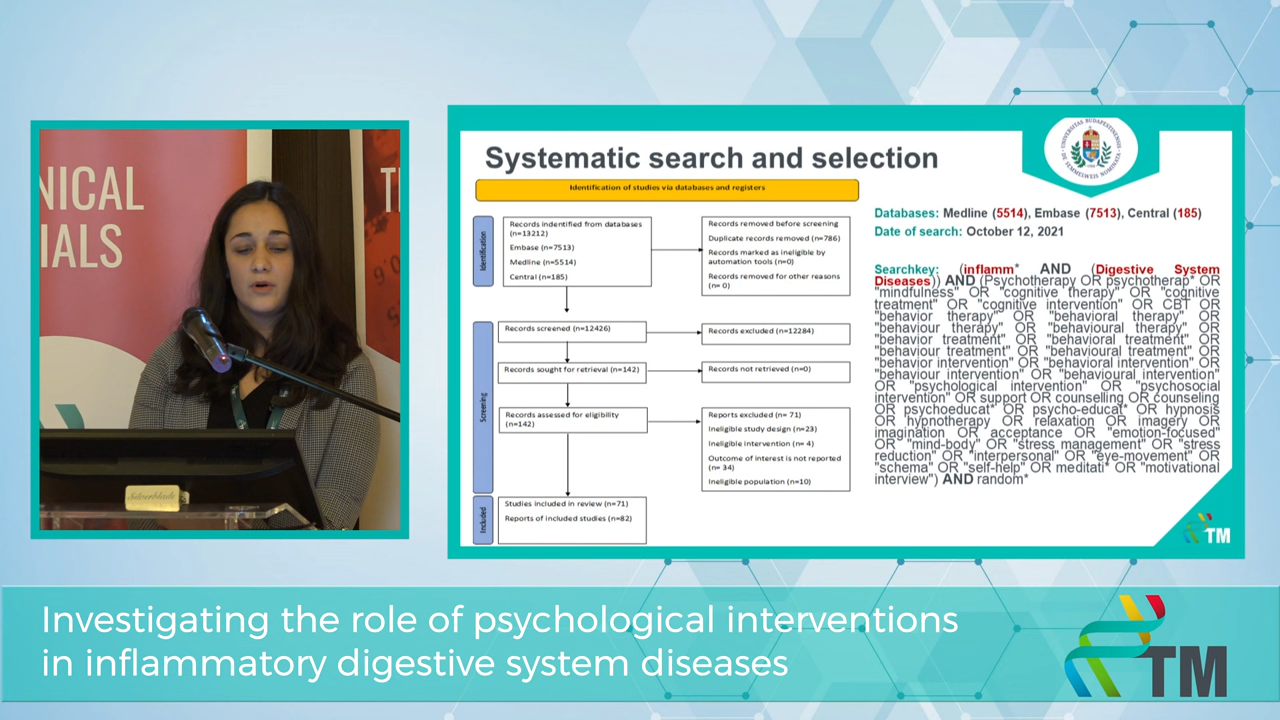 NICAL
IALS
T
Silverblade
Systematic search and selection
Identification of studies via databases and registers
Identification
Records indentified from databases
(n=13212)
Embase (n=7513)
Medline (n=5514)
Central (n=185)
Records removed before screening
Duplicate records removed (n=786)
Records marked as ineligible by
automation tools (n=0)
Records removed for other reasons
(n= 0)
Screening
Records screened (n=12426)
Records excluded (n=12284)
Records sought for retrieval (n=142)
Records not retrieved (n=0)
Records assessed for eligibility
(n=142)
Reports excluded (n= 71)
Ineligible study design (n=23)
Ineligible intervention (n= 4)
Outcome of interest is not reported
(n= 34)
Ineligible population (n=10)
Included
Studies included in review (n=71)
Reports of included studies (n=82)
Databases: Medline (5514), Embase (7513), Central (185)
Date of search: October 12, 2021
Searchkey: (inflamm* AND (Digestive System
Diseases)) AND (Psychotherapy OR psychotherap* OR
"mindfulness" OR "cognitive therapy" OR "cognitive
treatment" OR "cognitive intervention" OR CBT OR
"behavior therapy" OR "behavioral therapy" OR
"behaviour therapy" OR "behavioural therapy" OR
"behavior treatment" OR "behavioral treatment" OR
"behaviour treatment" OR "behavioural treatment" OR
"behavior intervention" OR "behavioral intervention" OR
"behaviour intervention" OR "behavioural intervention"
OR "psychological intervention" OR "psychosocial
intervention" OR support OR counselling OR counseling
OR psychoeducat* OR psycho-educat* OR hypnosis
OR hypnotherapy OR relaxation OR imagery OR
imagination OR acceptance OR "emotion-focused"
OR "mind-body" OR "stress management" OR "stress
reduction" OR "interpersonal" OR "eye-movement" OR
"schema" OR "self-help" OR meditati* OR "motivational
interview") AND random*
TM
Investigating the role of psychological interventions
in inflammatory digestive system diseases
TM